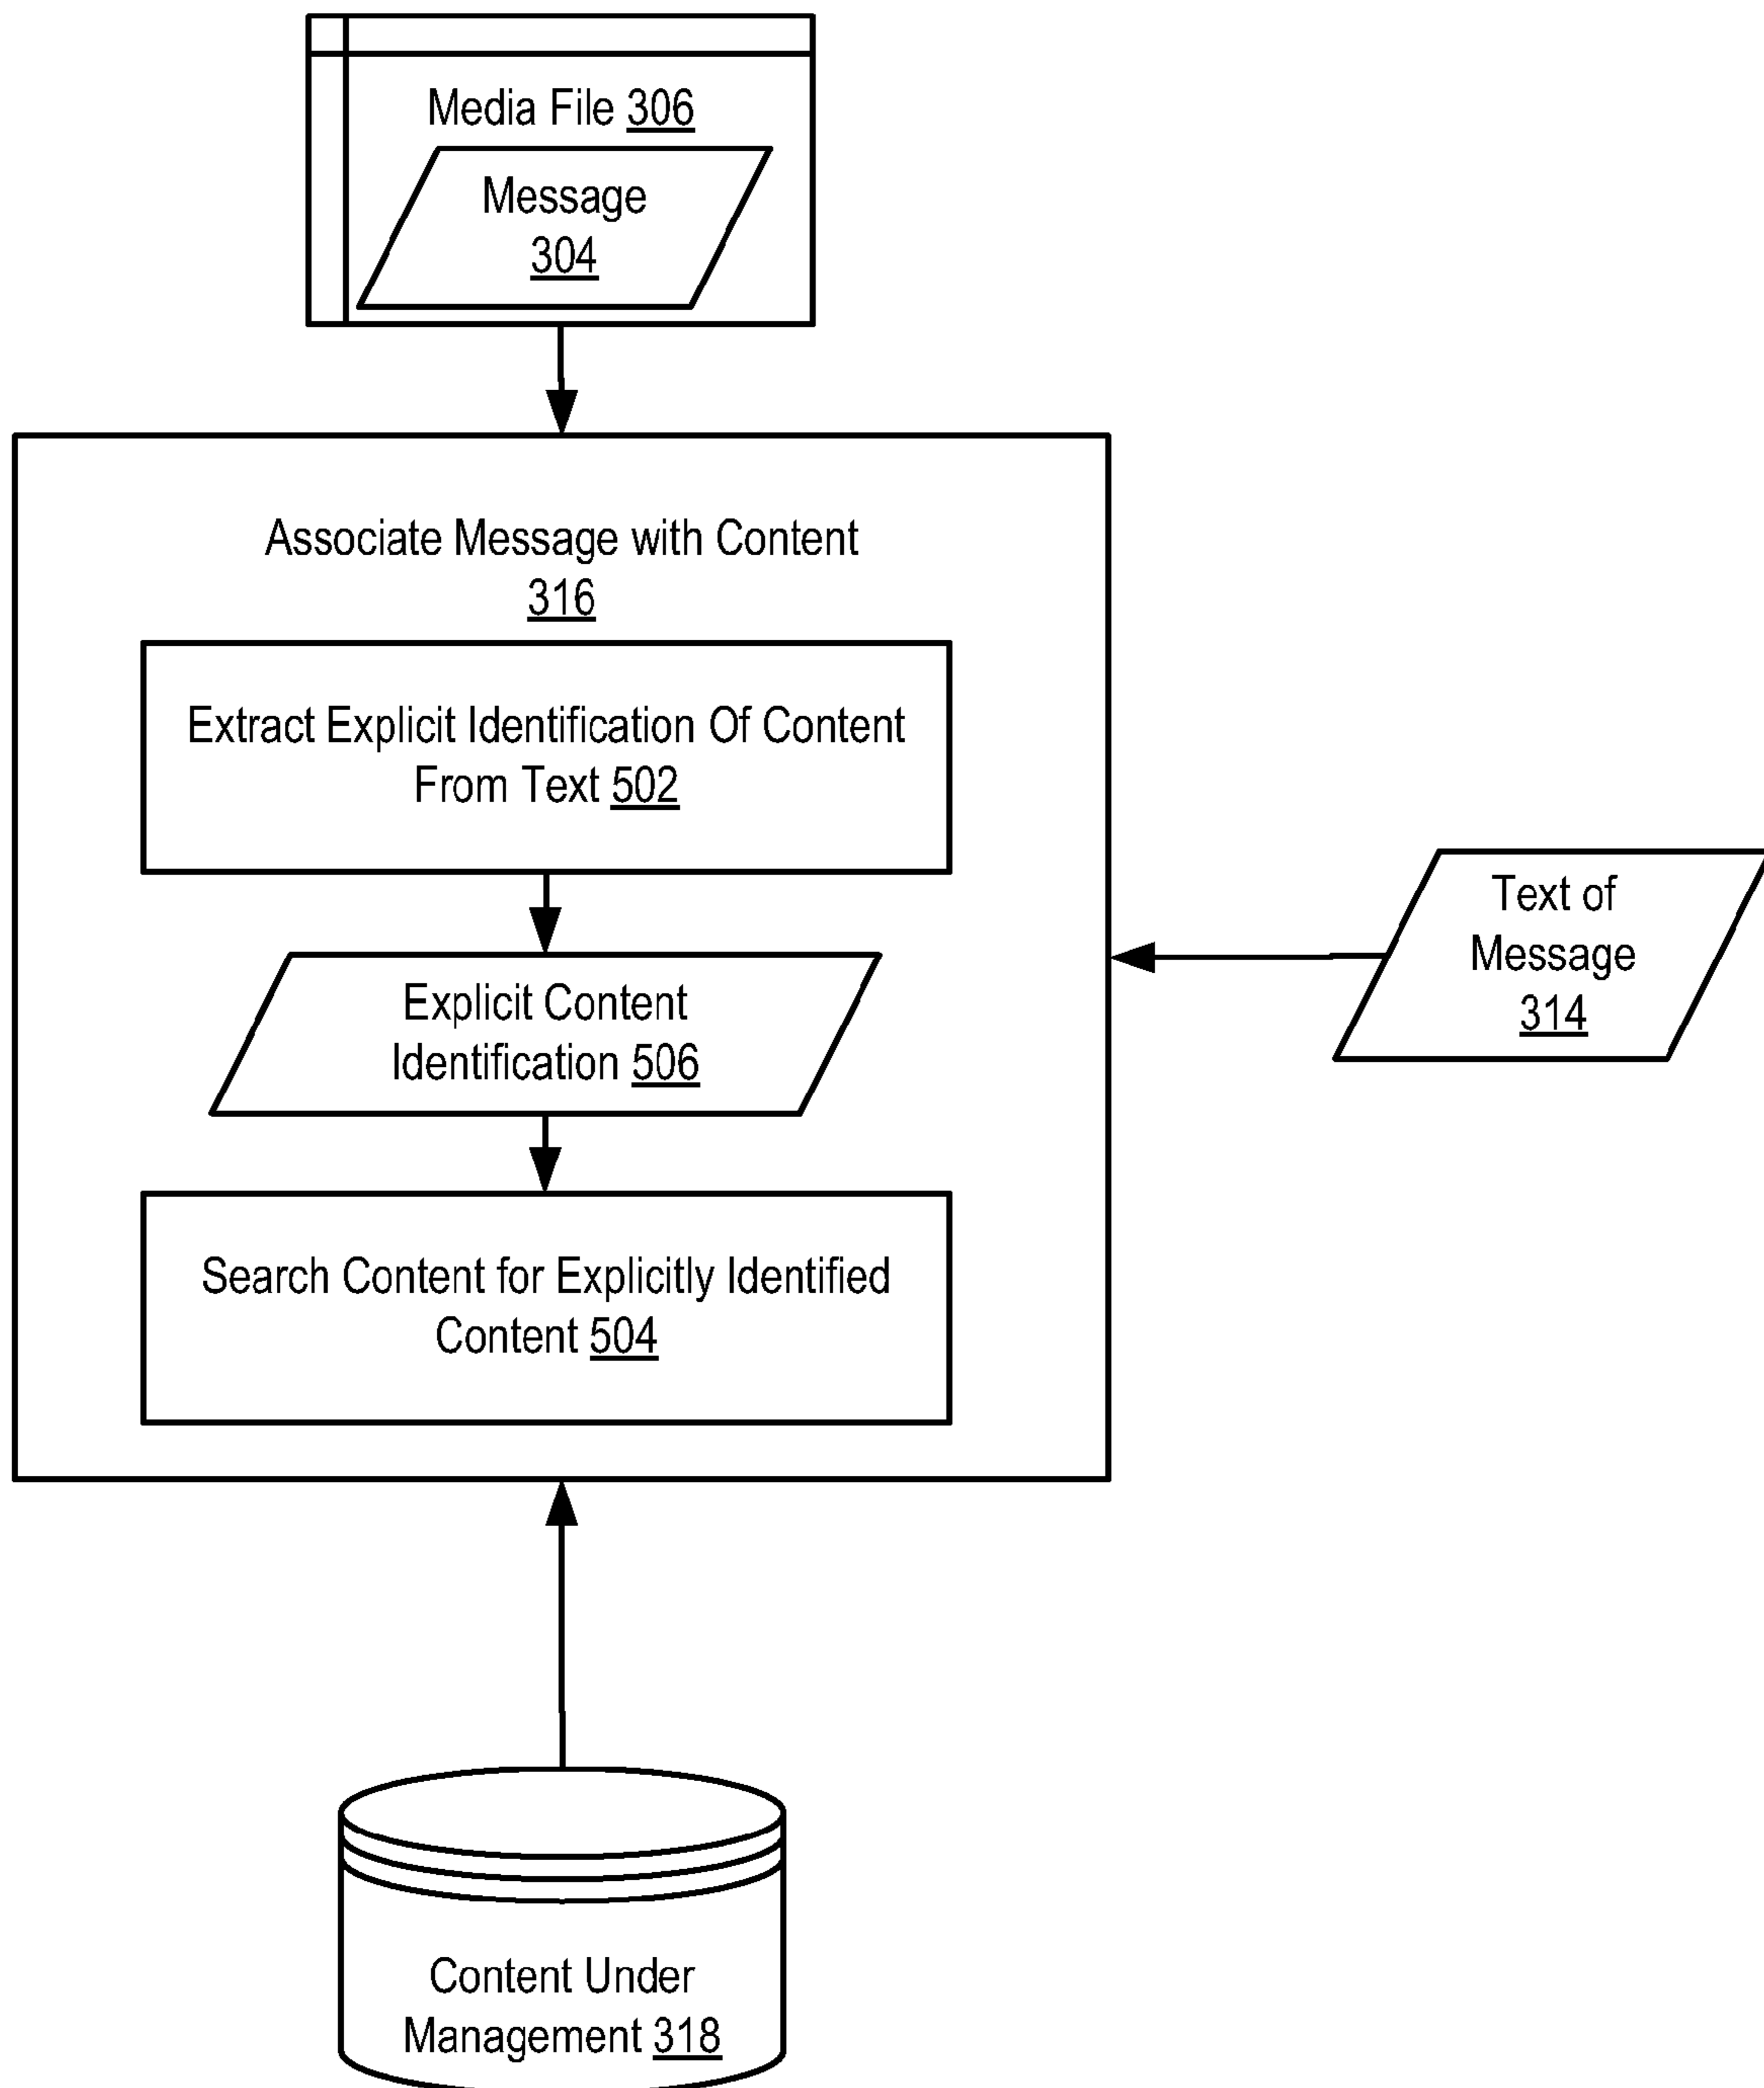 Media File 306
Message
304
Associate Message with Content
316
Extract Explicit Identification Of Content
From Text 502
Explicit Content
Identification 506
Search Content for Explicitly Identified
Content 504
Text of
Message
314
Content Under
Management 318